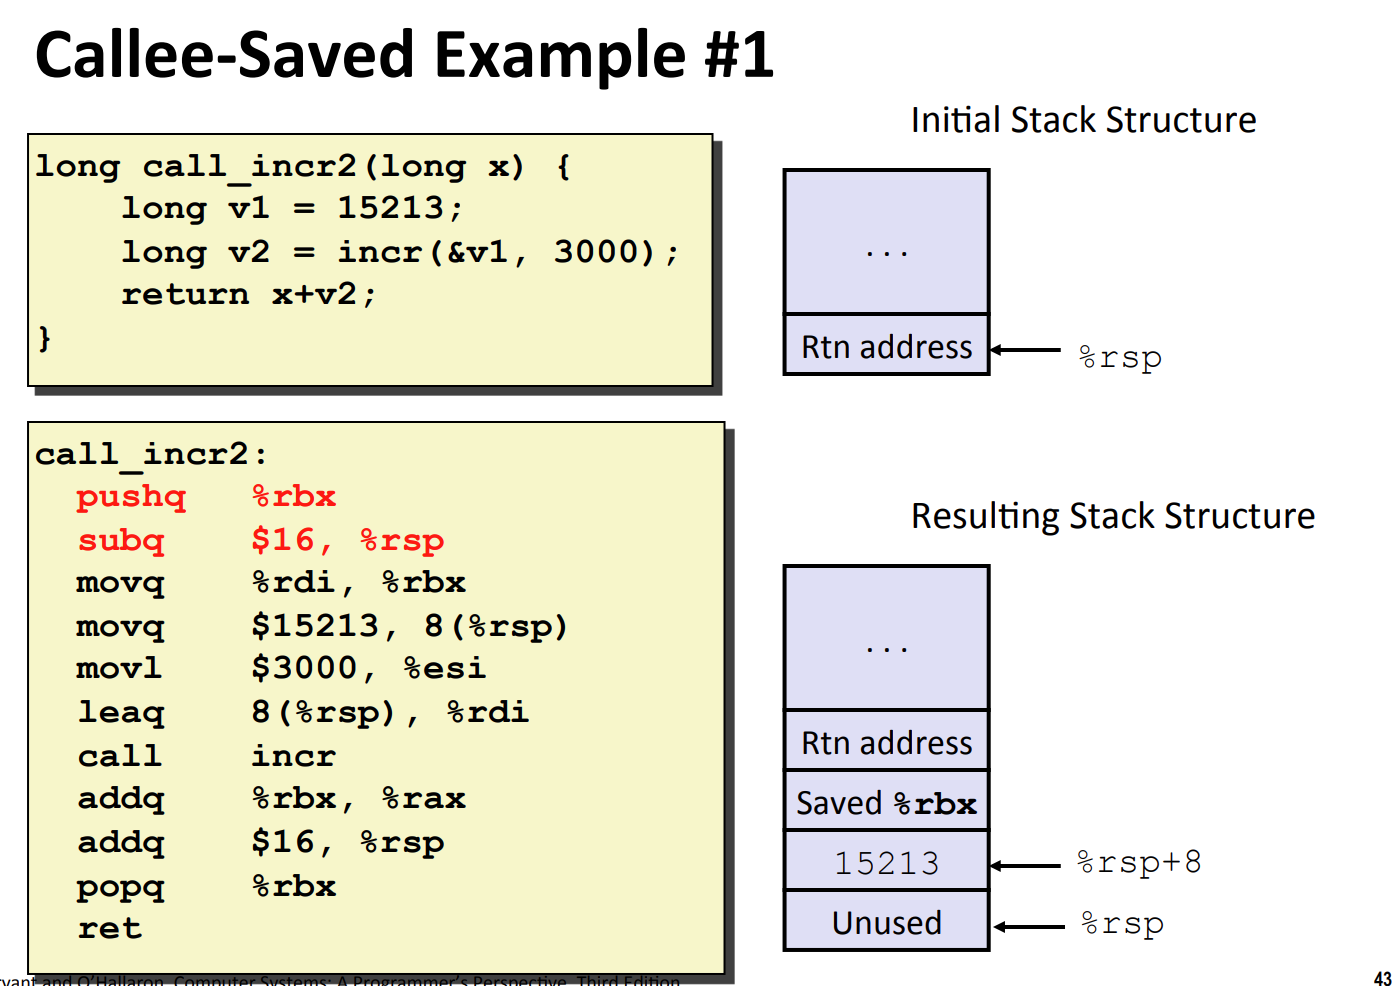 Callee-Saved Example #1
long call_incr2(long x) {
    long v1 = 15213;
    long v2 = incr(&v1, 3000);
    return x+v2;
}
call_incr2:
  pushq   %rbx
  subq    $16, %rsp
  movq    %rdi, %rbx
  movq    $15213, 8(%rsp)
  movl    $3000, %esi
  leaq    8(%rsp), %rdi
  call    incr
  addq    %rbx, %rax
  addq    $16, %rsp
  popq    %rbx
  ret
Initial Stack Structure
...
Rtn address
%rsp
Resulting Stack Structure
...
Rtn address
Saved %rbx
15213
%rsp+8
Unused
%rsp
and O'Hallaron, Computer Systems: A Programmer's Perspective, Third Edition
43